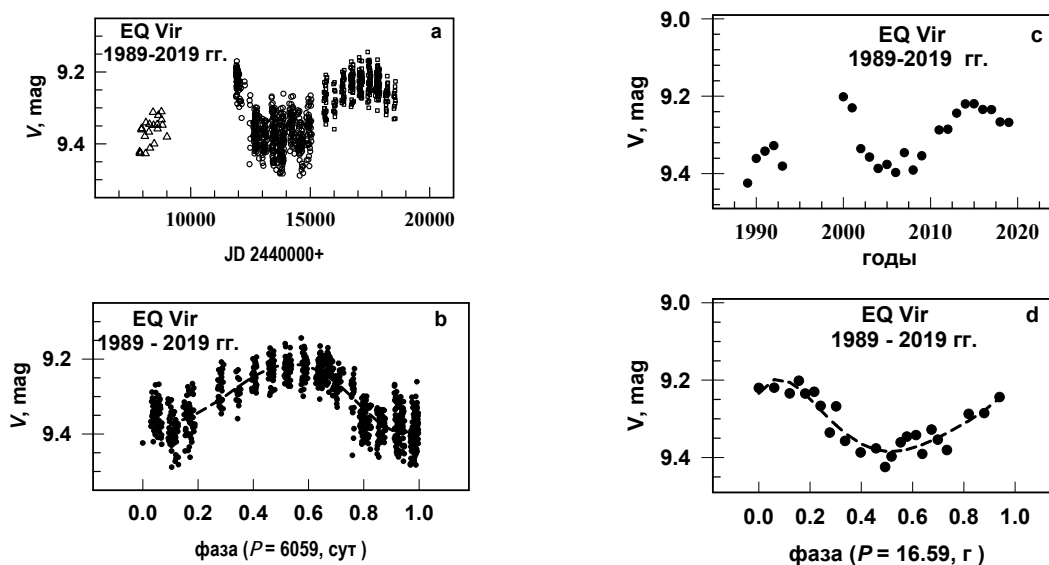 EQ Vir
1989-2019 гг.
a
V, mag
9.2
9.4
10000
15000
20000
JD 2440000+
EQ Vir
1989-2019 гг.
c
V, mag
9.0
9.2
9.4
1990
2000
2010
2020
годы
EQ Vir
1989 - 2019 гг.
b
V, mag
9.2
9.4
0.0
0.2
0.4
0.6
0.8
1.0
фаза (P = 6059, сут )
EQ Vir
1989 - 2019 гг.
d
V, mag
9.0
9.2
9.4
0.0
0.2
0.4
0.6
0.8
1.0
фаза (P = 16.59, г )